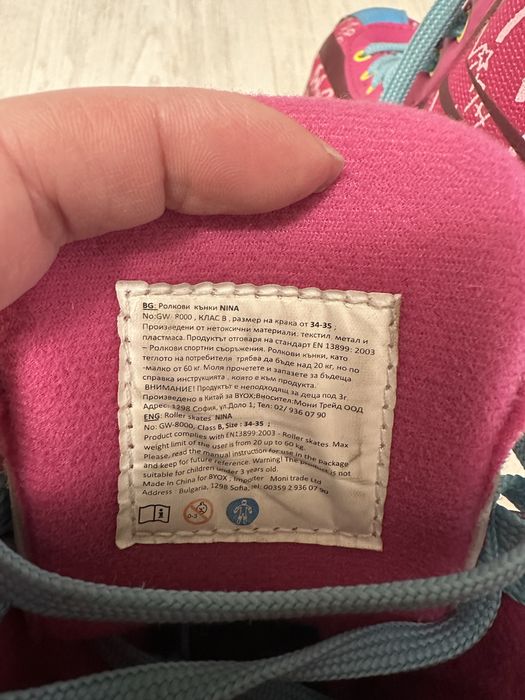 BG: Ролкови кънки NINA
No:GW- 8000 , КЛАС B , размер на крака от 34-35 ,
Произведени от нетоксични материали: текстил, метал и
пластмаса. Продуктът отговаря на стандарт EN 13899: 2003
– Ролкови спортни съоръжения. Ролкови кънки, като
теглото на потребителя трябва да бъде над 20 кг, но по
-малко от 60 кг. Моля прочетете и запазете за бъдеща
справка инструкцията , която е към продукта.
ВНИМАНИЕ! Продуктът е неподходящ за деца под 3г.
Произведено в Китай за BYOX;Вносител:Мони Трейд ООД
Адрес: 1298 София, ул.Доло 1; Тел: 02/ 936 07 90
ENG: Roller skates NINA
No: GW-8000, Class B, Size : 34-35 ;
Product complies with EN13899:2003 - Roller skates. Max
weight limit of the user is from 20 up to 60 kg.
Please, read the manual instruction for use in the package
and keep for future reference. Warning! The product is not
suitable for children under 3 years old.
Made In China for BYOX ; Importer Moni trade Ltd
Address : Bulgaria, 1298 Sofia, tel: 00359 2 936 07 90
0-3